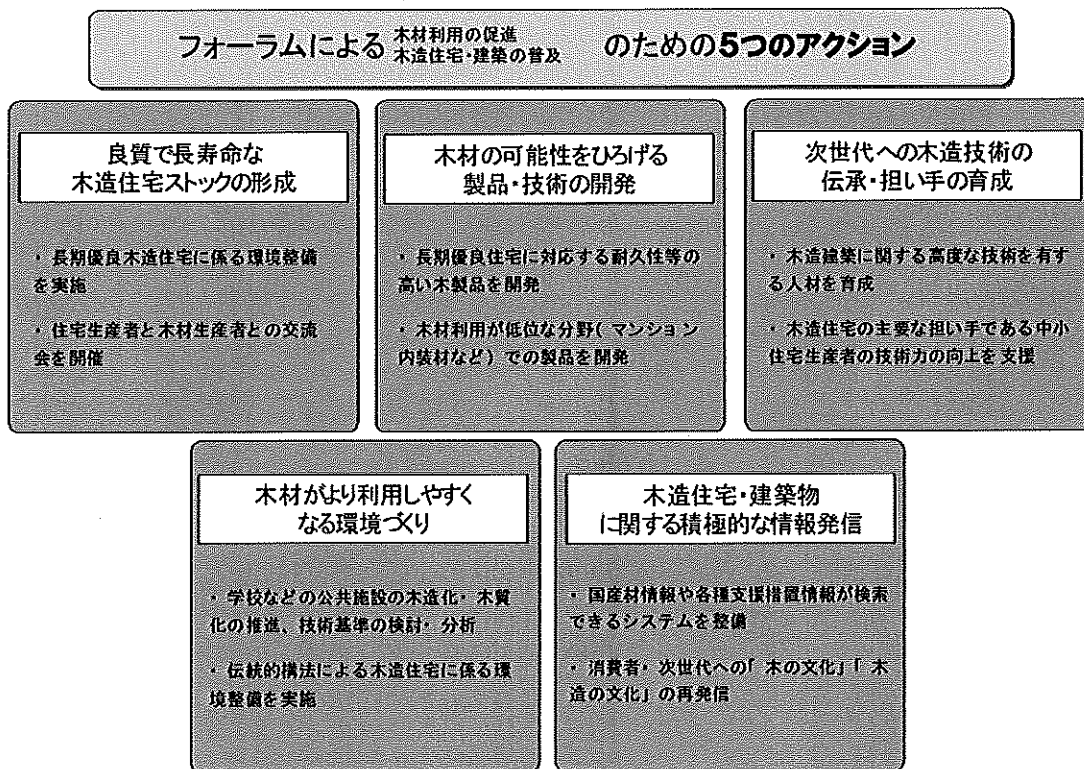 フォーラムによる 木材利用の促進 木造住宅・建築の普及 のための5つのアクション
良質で長寿命な
木造住宅ストックの形成
・ 長期優良木造住宅に係る環境整備
を実施
・ 住宅生産者と木材生産者との交流
会を開催
木材の可能性をひろげる
製品・技術の開発
・ 長期優良住宅に対応する耐久性等の
高い木製品を開発
・ 木材利用が低位な分野( マンション
内装材など) での製品を開発
次世代への木造技術の
伝承・担い手の育成
・ 木造建築に関する高度な技術を有す
る人材を育成
・ 木造住宅の主要な担い手である中小
住宅生産者の技術力の向上を支援
木材がより利用しやすく
なる環境づくり
・ 学校などの公共施設の木造化・ 木質
化の推進、技術基準の検討・ 分析
・ 伝統的構法による木造住宅に係る環
境整備を実施
木造住宅・建築物
に関する積極的な情報発信
・ 国産材情報や各種支援措置情報が検索
できるシステムを整備
・ 消費者・ 次世代への「 木の文化」「 木
造の文化」 の再発信